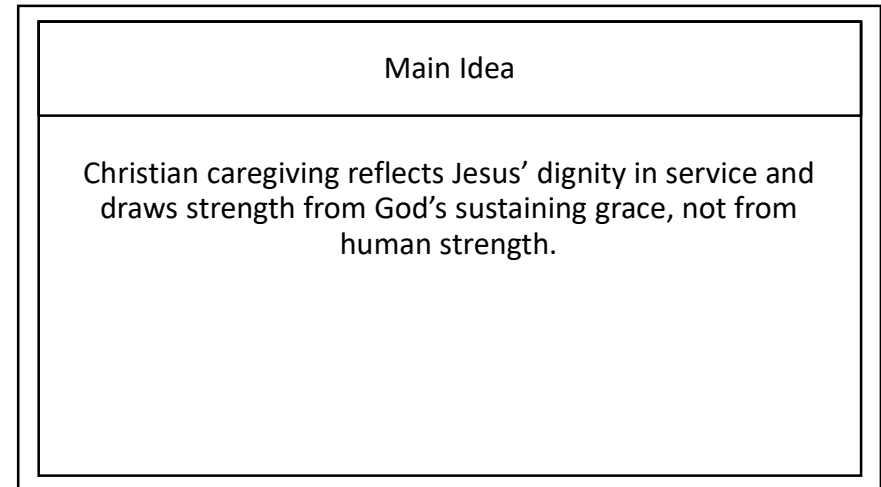 Main Idea
Christian caregiving reflects Jesus’ dignity in service and
draws strength from God’s sustaining grace, not from
human strength.